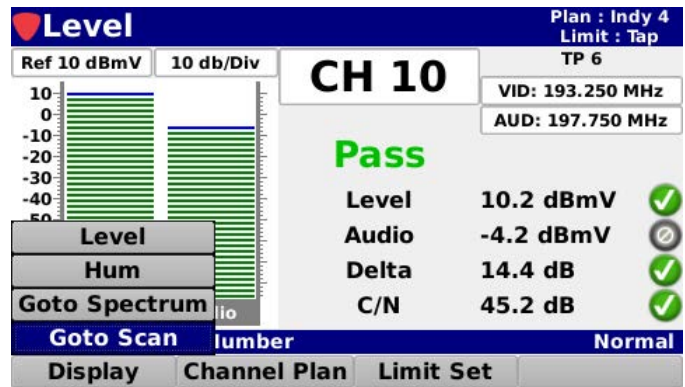 Level
Plan : Indy 4
Limit : Tap
Ref 10 dBmV
10 db/Div
CH 10
TP 6
VID: 193.250 MHz
AUD: 197.750 MHz
10
0
-10
-20
-30
-40
-50
Pass
Level 10.2 dBmV
Audio -4.2 dBmV
Delta 14.4 dB
C/N 45.2 dB
Level
Hum
Goto Spectrum
Goto Scan
Normal
Display
Channel Plan
Limit Set